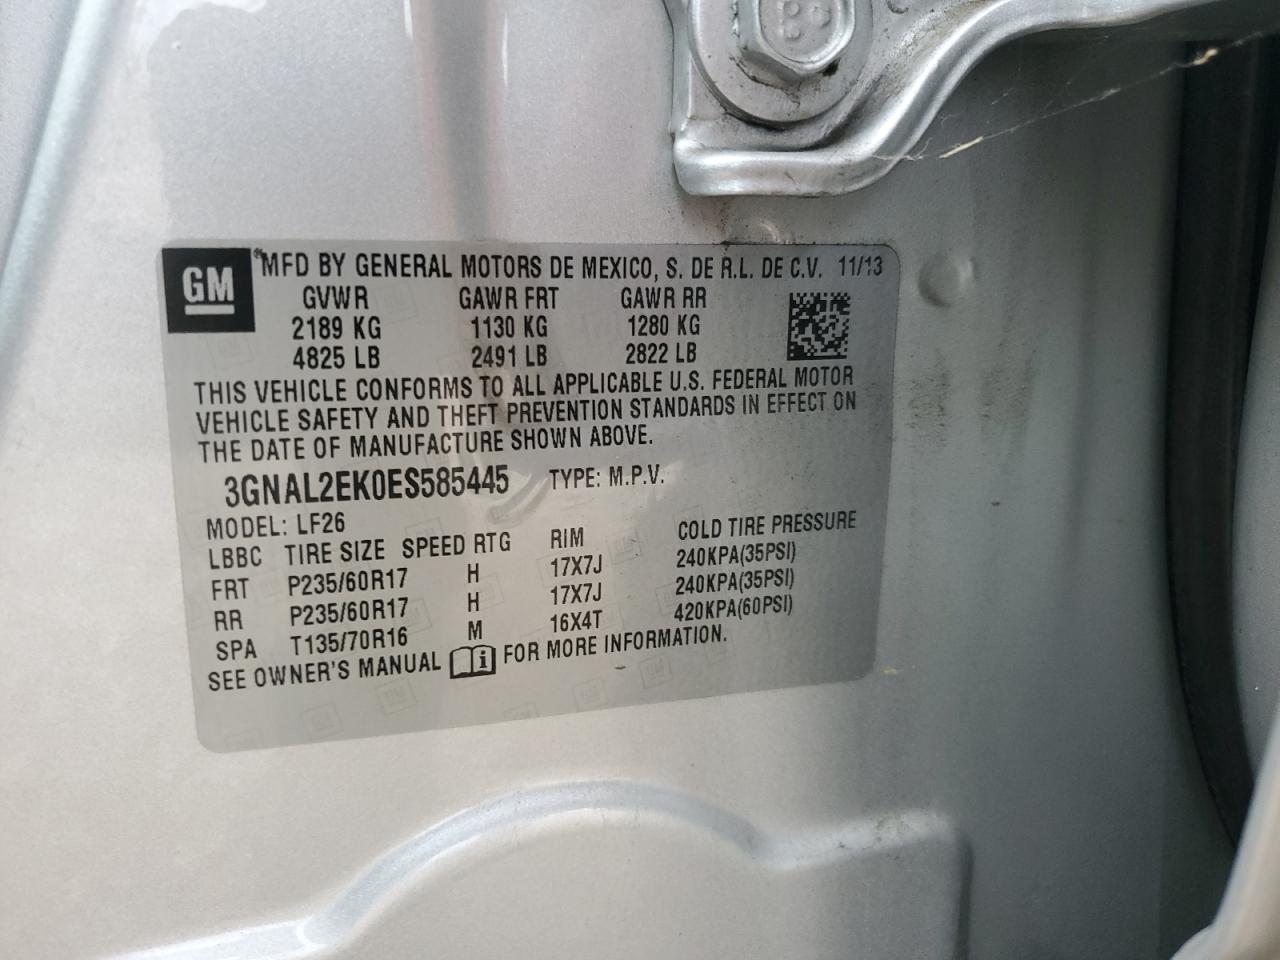 GM
MFD BY GENERAL MOTORS DE MEXICO, S. DE R.L. DE C.V. 11/13
GVWR GAWR FRT GAWR RR
2189 KG 1130 KG 1280 KG
4825 LB 2491 LB 2822 LB
THIS VEHICLE CONFORMS TO ALL APPLICABLE U.S. FEDERAL MOTOR
VEHICLE SAFETY AND THEFT PREVENTION STANDARDS IN EFFECT ON
THE DATE OF MANUFACTURE SHOWN ABOVE.
3GNAL2EK0ES585445 TYPE: M.P.V.
MODEL: LF26
LBBC TIRE SIZE SPEED RTG RIM COLD TIRE PRESSURE
FRT P235/60R17 H 17X7J 240KPA(35PSI)
RR P235/60R17 H 17X7J 240KPA(35PSI)
SPA T135/70R16 M 16X4T 420KPA(60PSI)
SEE OWNER'S MANUAL FOR MORE INFORMATION.